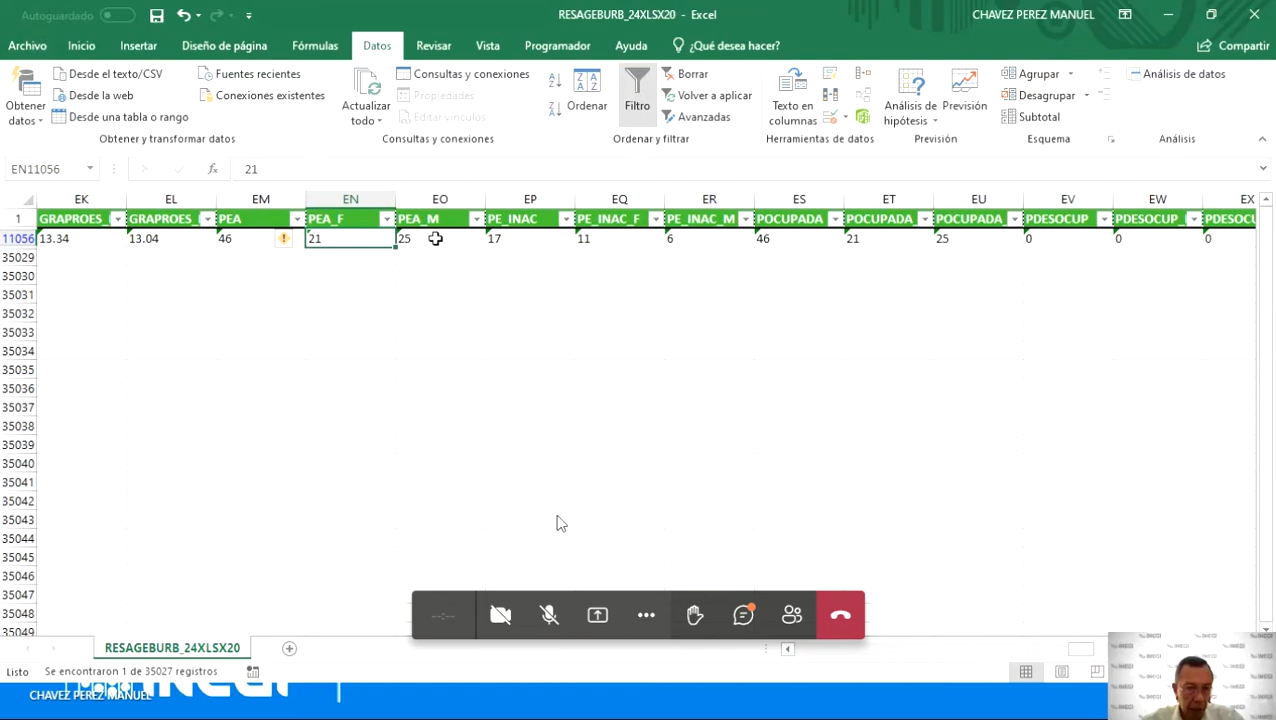 Autoguardado
RESAGEBURB_24XLSX20 - Excel
CHAVEZ PEREZ MANUEL
Archivo Inicio Insertar Diseño de página Fórmulas Datos Revisar Vista Programador Ayuda ¿Qué desea hacer? Compartir
Obtener datos
Desde el texto/CSV
Desde la web
Desde una tabla o rango
Fuentes recientes
Conexiones existentes
Obtener y transformar datos
Actualizar todo
Consultas y conexiones
Propiedades
Editar vínculos
Consultas y conexiones
Ordenar
Filtro
Borrar
Volver a aplicar
Avanzadas
Ordenar y filtrar
Texto en columnas
Herramientas de datos
Análisis de hipótesis
Previsión
Previsión
Agrupar
Desagrupar
Subtotal
Esquema
Análisis de datos
Análisis
EN11056 fx 21
EK EL EM EN EO EP EQ ER ES ET EU EV EW EX
1 GRAPROES_ GRAPROES_ PEA PEA_F PEA_M PE_INAC PE_INAC_F PE_INAC_M POCUPADA POCUPADA_ POCUPADA_ PDESOCUP PDESOCUP_ PDESOCU
11056 13.34 13.04 46 21 25 17 11 6 46 21 25 0 0 0
35029
35030
35031
35032
35033
35034
35035
35036
35037
35038
35039
35040
35041
35042
35043
35044
35045
35046
35047
35048
35049
RESAGEBURB_24XLSX20
Listo Se encontraron 1 de 35027 registros
CHAVEZ PEREZ MANUEL